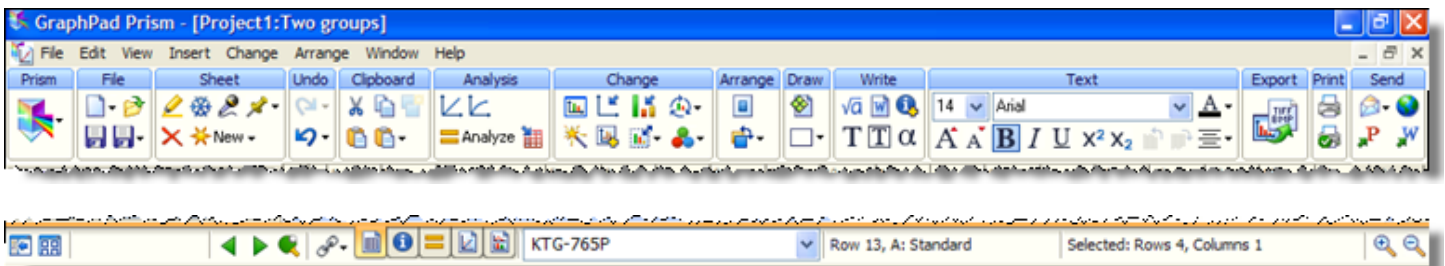 GraphPad Prism - [Project1:Two groups]
File Edit View Insert Change Arrange Window Help
Prism File Sheet Undo Clipboard Analysis Change Arrange Draw Write Text Export Print Send
√α 14 Arial A TIFF BMP
New Analyze T T α A A B I U X² X₂ P W
KTG-765P Row 13, A: Standard Selected: Rows 4, Columns 1